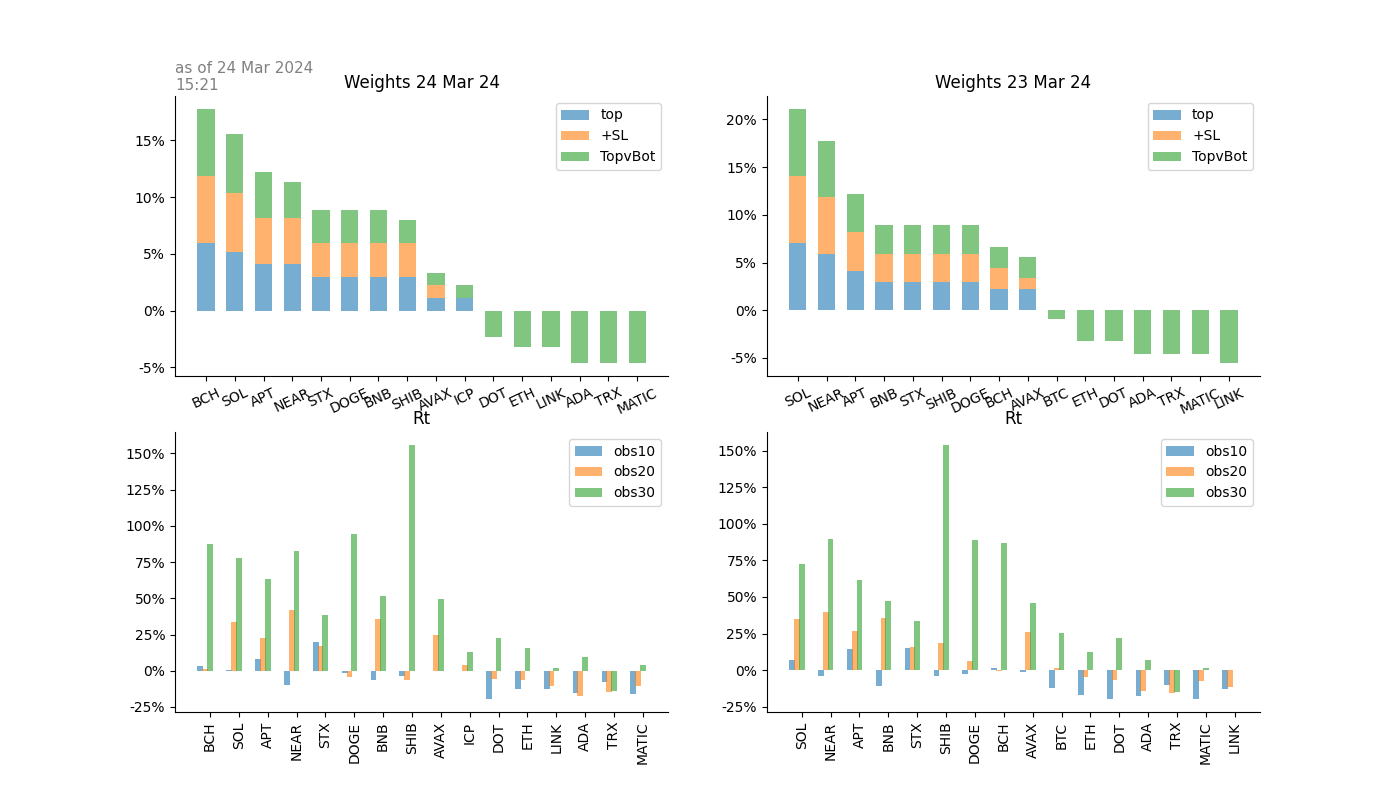 as of 24 Mar 2024
15:21
Weights 24 Mar 24
15%
10%
5%
0%
-5%
top
+SL
TopvBot
BCH SOL APT NEAR STX DOGE BNB SHIB AVAX ICP DOT ETH LINK ADA TRX MATIC
Weights 23 Mar 24
20%
15%
10%
5%
0%
-5%
top
+SL
TopvBot
SOL NEAR APT BNB STX SHIB DOGE BCH AVAX BTC ETH DOT ADA TRX MATIC LINK
Rt
150%
125%
100%
75%
50%
25%
0%
-25%
obs10
obs20
obs30
BCH SOL APT NEAR STX DOGE BNB SHIB AVAX ICP DOT ETH LINK ADA TRX MATIC
Rt
150%
125%
100%
75%
50%
25%
0%
-25%
obs10
obs20
obs30
SOL NEAR APT BNB STX SHIB DOGE BCH AVAX BTC ETH DOT ADA TRX MATIC LINK